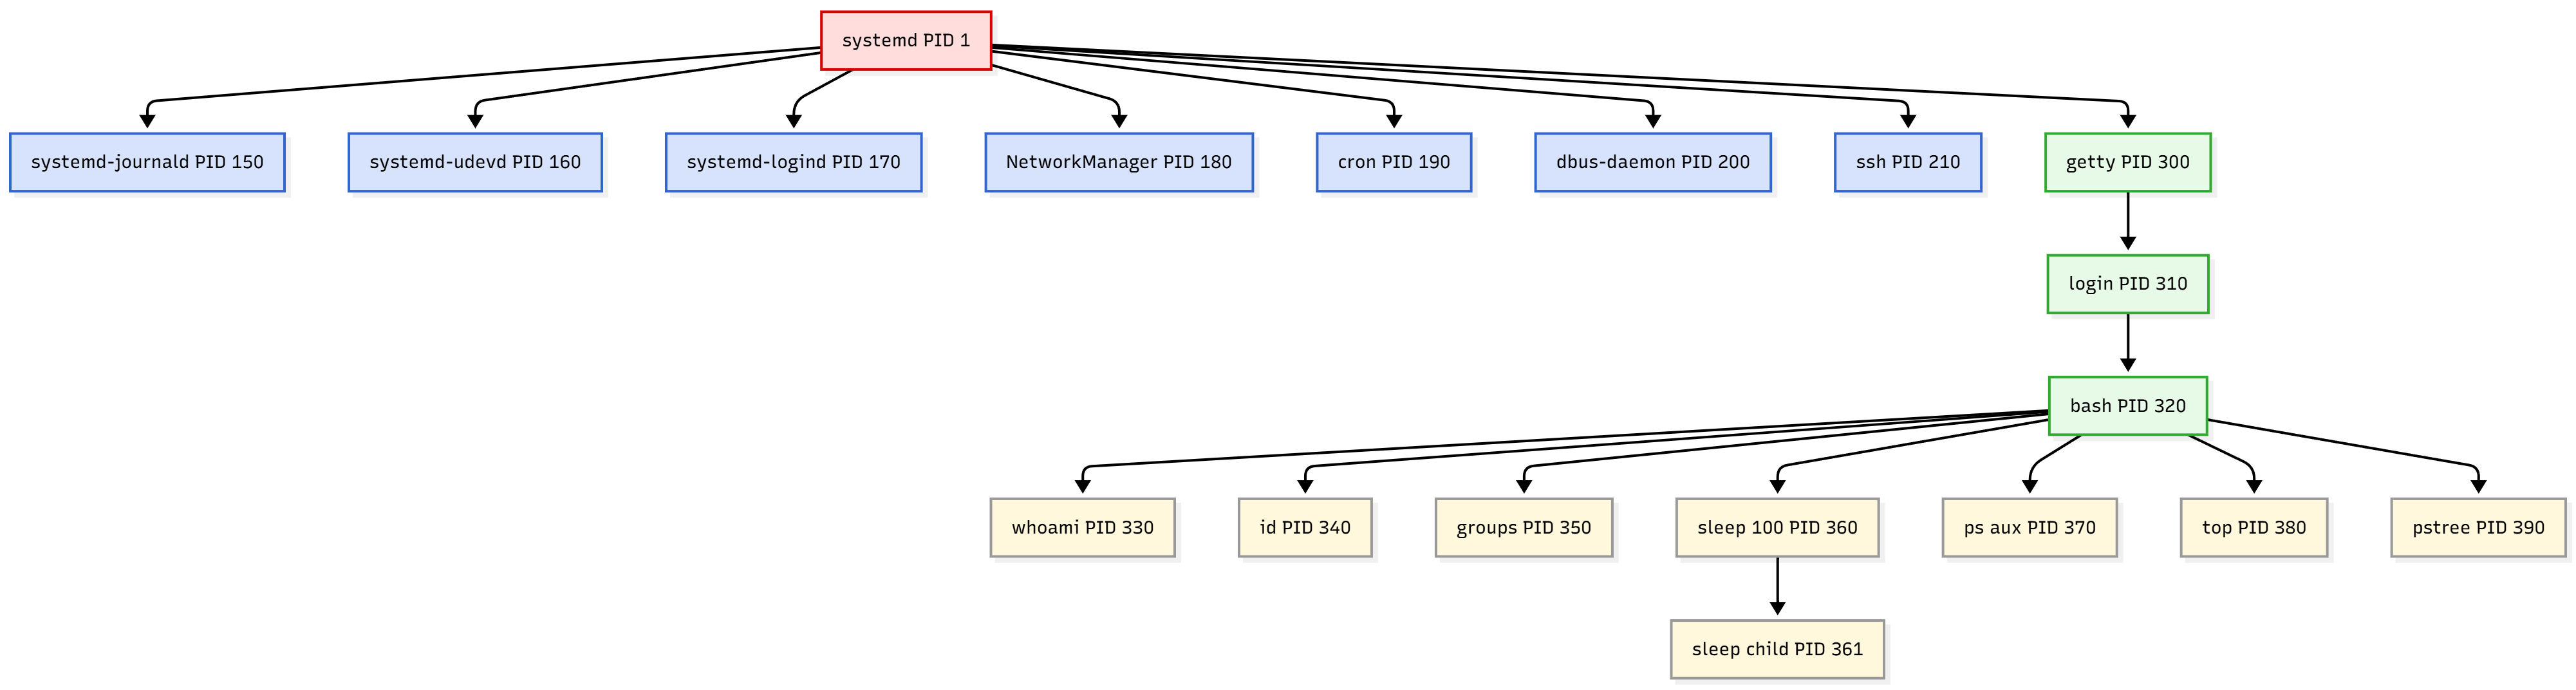 systemd PID 1
systemd-journald PID 150
systemd-udevd PID 160
systemd-logind PID 170
NetworkManager PID 180
cron PID 190
dbus-daemon PID 200
ssh PID 210
getty PID 300
login PID 310
bash PID 320
whoami PID 330
id PID 340
groups PID 350
sleep 100 PID 360
ps aux PID 370
top PID 380
pstree PID 390
sleep child PID 361